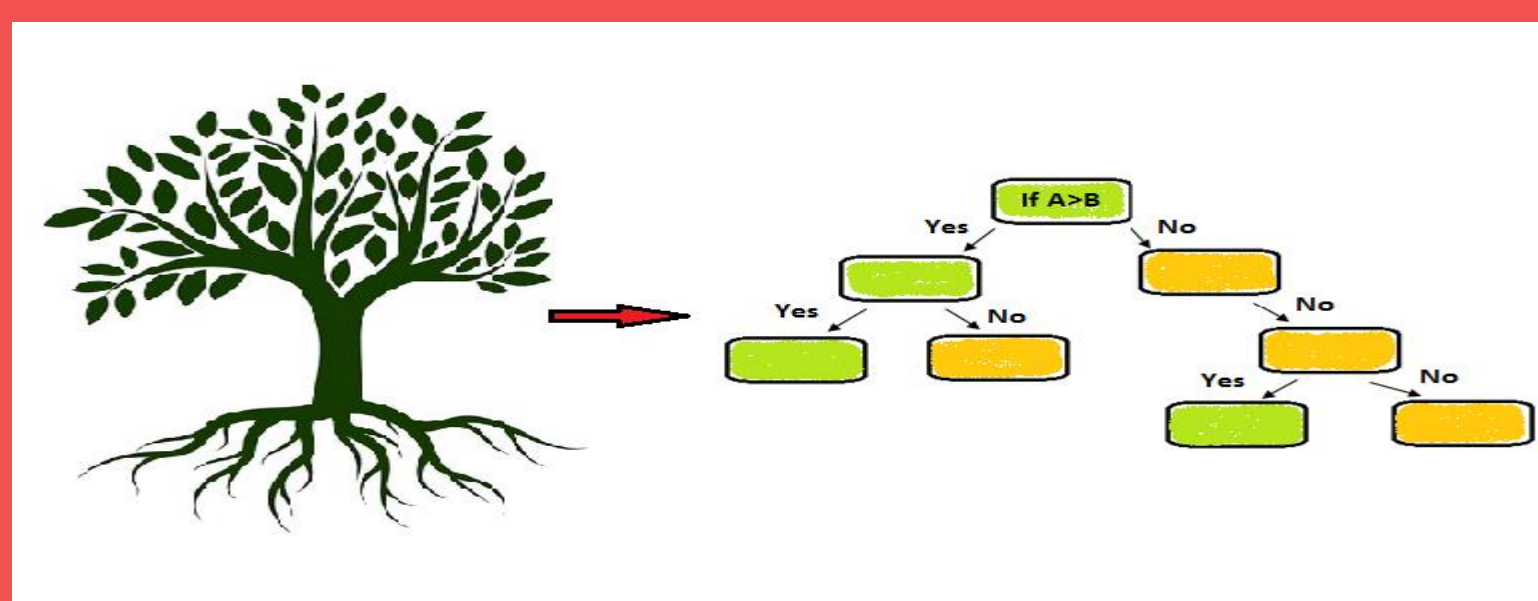 If A>B
Yes
No
Yes
No
No
Yes
No